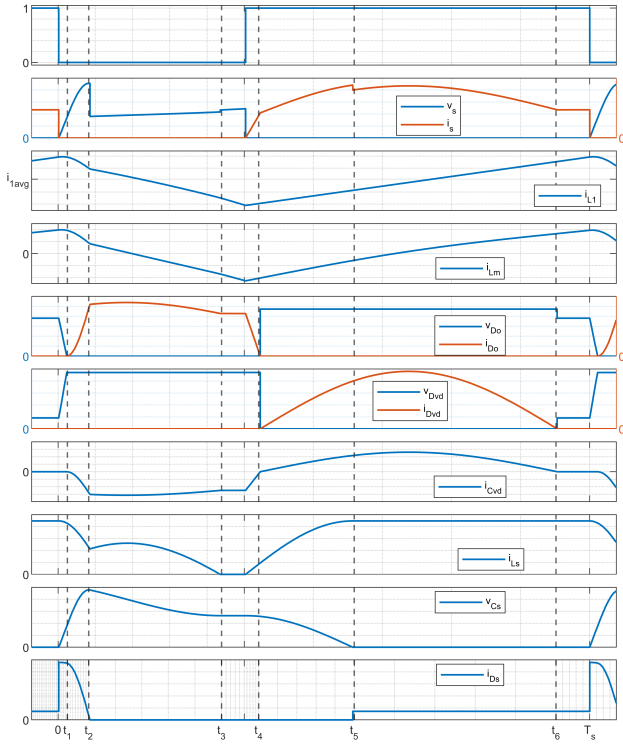 1
v_s
i_s
0
0
i_1avg
i_L1
0
i_Lm
v_Do
i_Do
0
v_Dvd
i_Dvd
0
0
0
i_Cvd
i_Ls
0
v_Cs
0
i_Ds
0
0 t_1 t_2 t_3 t_4 t_5 t_6 T_s